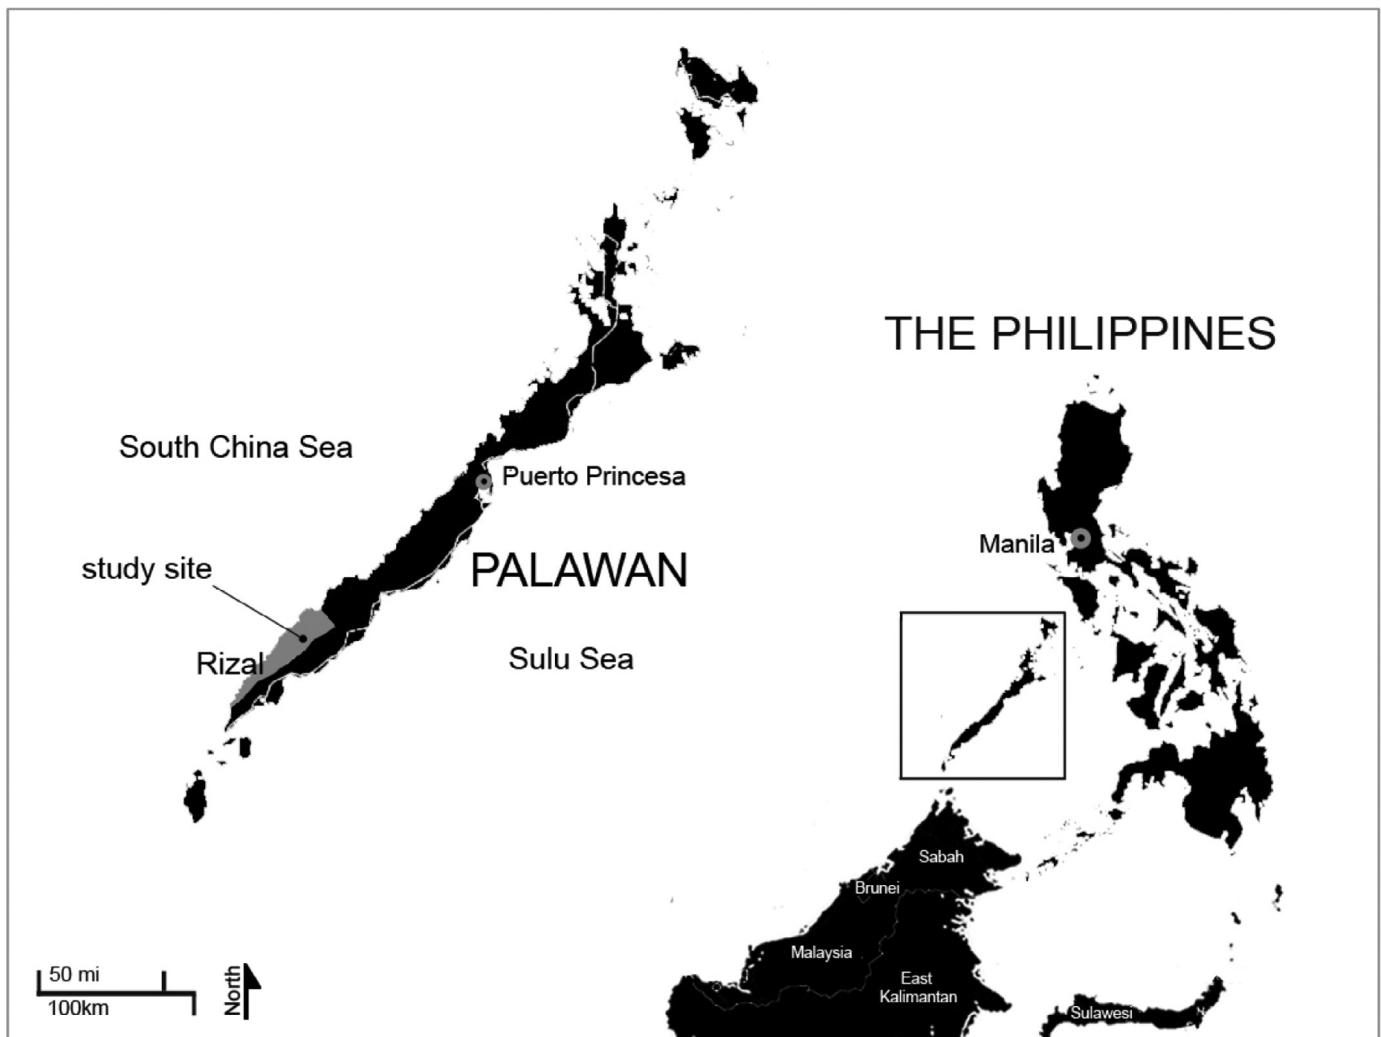 THE PHILIPPINES
South China Sea
Puerto Princesa
Manila
study site
PALAWAN
Rizal
Sulu Sea
Sabah
Brunei
Malaysia
East
Kalimantan
Sulawesi
50 mi
100km
North